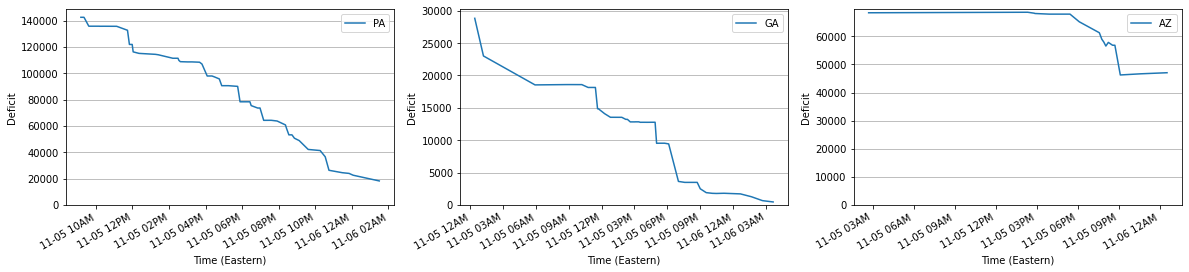 PA
Deficit
140000
120000
100000
80000
60000
40000
20000
0
11-05 10AM
11-05 12PM
11-05 02PM
11-05 04PM
11-05 06PM
11-05 08PM
11-05 10PM
11-06 12AM
11-06 02AM
Time (Eastern)
GA
Deficit
30000
25000
20000
15000
10000
5000
0
11-05 12AM
11-05 03AM
11-05 06AM
11-05 09AM
11-05 12PM
11-05 03PM
11-05 06PM
11-05 09PM
11-06 12AM
11-06 03AM
Time (Eastern)
AZ
Deficit
60000
50000
40000
30000
20000
10000
0
11-05 03AM
11-05 06AM
11-05 09AM
11-05 12PM
11-05 03PM
11-05 06PM
11-05 09PM
11-06 12AM
Time (Eastern)